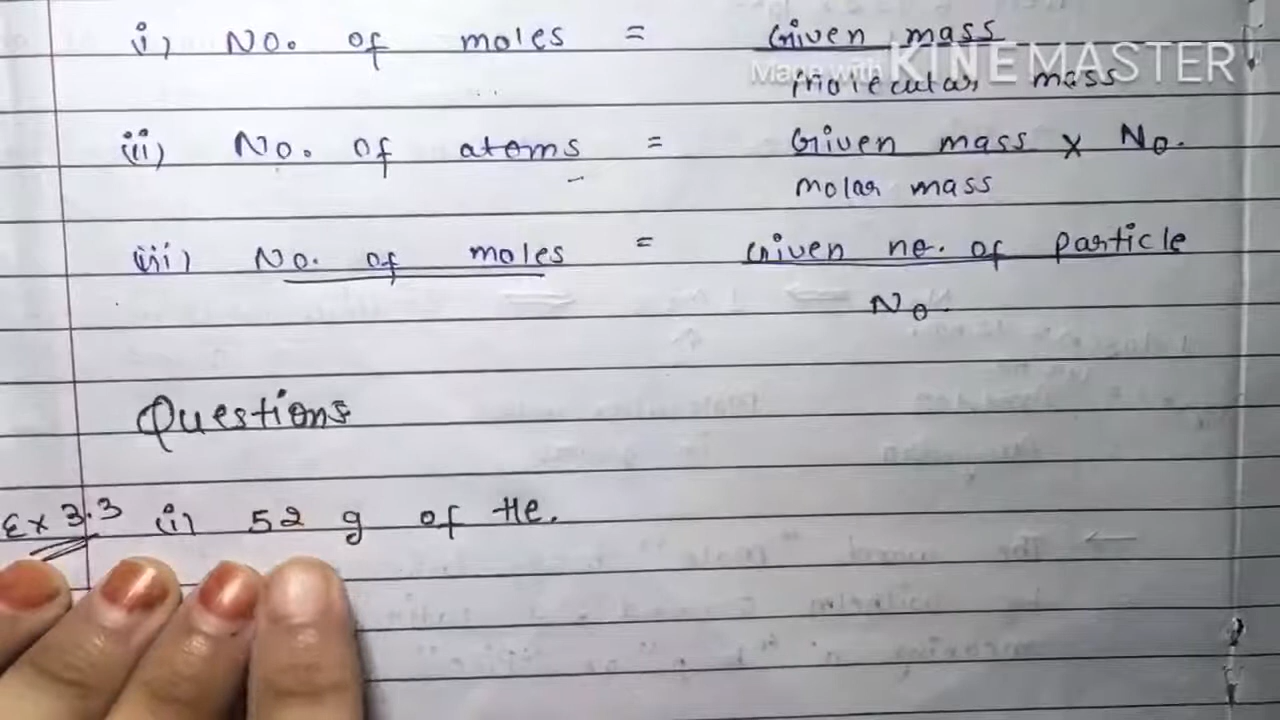 i) No. of moles = Given mass
Made with KINEMASTER
molecular mass
ii) No. of atoms = Given mass x No.
molar mass
iii) No. of moles = Given no. of particle
No.
Questions
Ex 3.3 (i) 52 g of He.